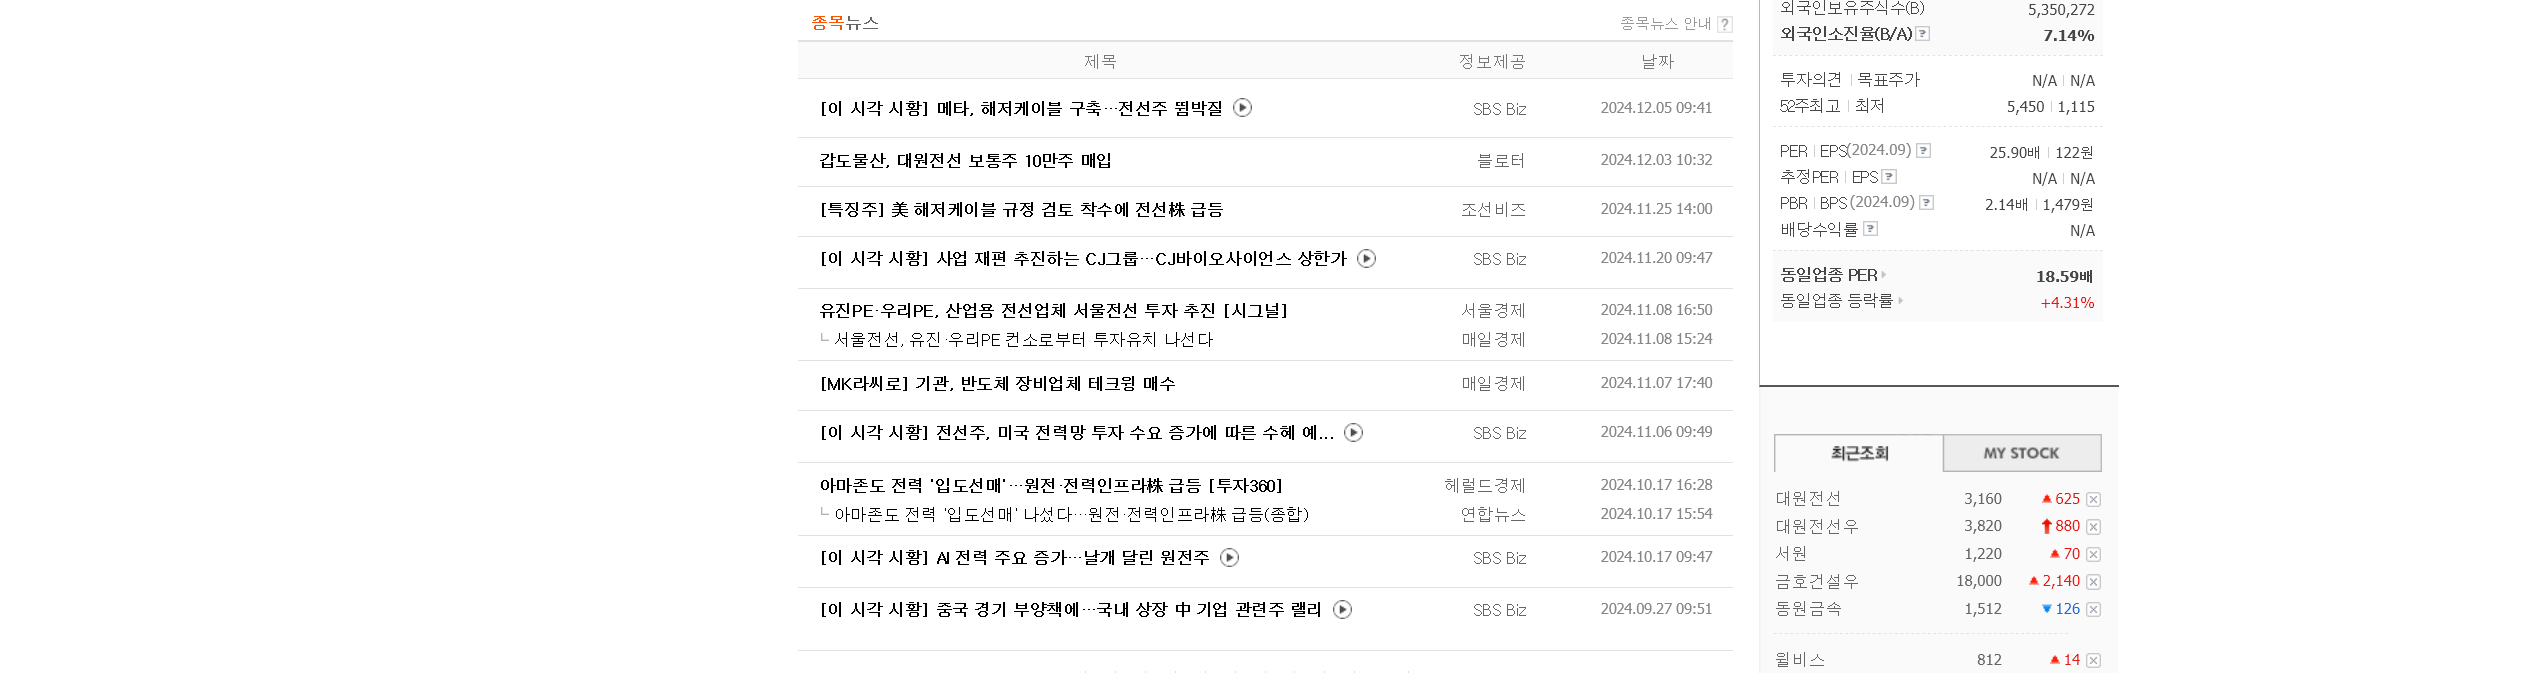 종목뉴스
종목뉴스 안내 ?
제목 정보제공 날짜
[이 시각 시황] 메타, 해저케이블 구축…전선주 뜀박질 SBS Biz 2024.12.05 09:41
갑도물산, 대원전선 보통주 10만주 매입 블로터 2024.12.03 10:32
[특징주] 美 해저케이블 규정 검토 착수에 전선株 급등 조선비즈 2024.11.25 14:00
[이 시각 시황] 사업 재편 추진하는 CJ그룹…CJ바이오사이언스 상한가 SBS Biz 2024.11.20 09:47
유진PE·우리PE, 산업용 전선업체 서울전선 투자 추진 [시그널] 서울경제 2024.11.08 16:50
서울전선, 유진·우리PE 컨소로부터 투자유치 나선다 매일경제 2024.11.08 15:24
[MK라씨로] 기관, 반도체 장비업체 테크윙 매수 매일경제 2024.11.07 17:40
[이 시각 시황] 전선주, 미국 전력망 투자 수요 증가에 따른 수혜 예... SBS Biz 2024.11.06 09:49
아마존도 전력 '입도선매'…원전·전력인프라株 급등 [투자360] 헤럴드경제 2024.10.17 16:28
아마존도 전력 '입도선매' 나섰다…원전·전력인프라株 급등(종합) 연합뉴스 2024.10.17 15:54
[이 시각 시황] AI 전력 주요 증가…날개 달린 원전주 SBS Biz 2024.10.17 09:47
[이 시각 시황] 중국 경기 부양책에…국내 상장 中 기업 관련주 랠리 SBS Biz 2024.09.27 09:51
외국인보유주식수(B) 5,350,272
외국인소진율(B/A) ? 7.14%
투자의견 | 목표주가 N/A | N/A
52주최고 | 최저 5,450 | 1,115
PER | EPS(2024.09) ? 25.90배 | 122원
추정PER | EPS ? N/A | N/A
PBR | BPS (2024.09) ? 2.14배 | 1,479원
배당수익률 ? N/A
동일업종 PER 18.59배
동일업종 등락률 +4.31%
최근조회 MY STOCK
대원전선 3,160 ▲ 625
대원전선우 3,820 ⬆ 880
서원 1,220 ▲ 70
금호건설우 18,000 ▲ 2,140
동원금속 1,512 ▼ 126
윌비스 812 ▲ 14